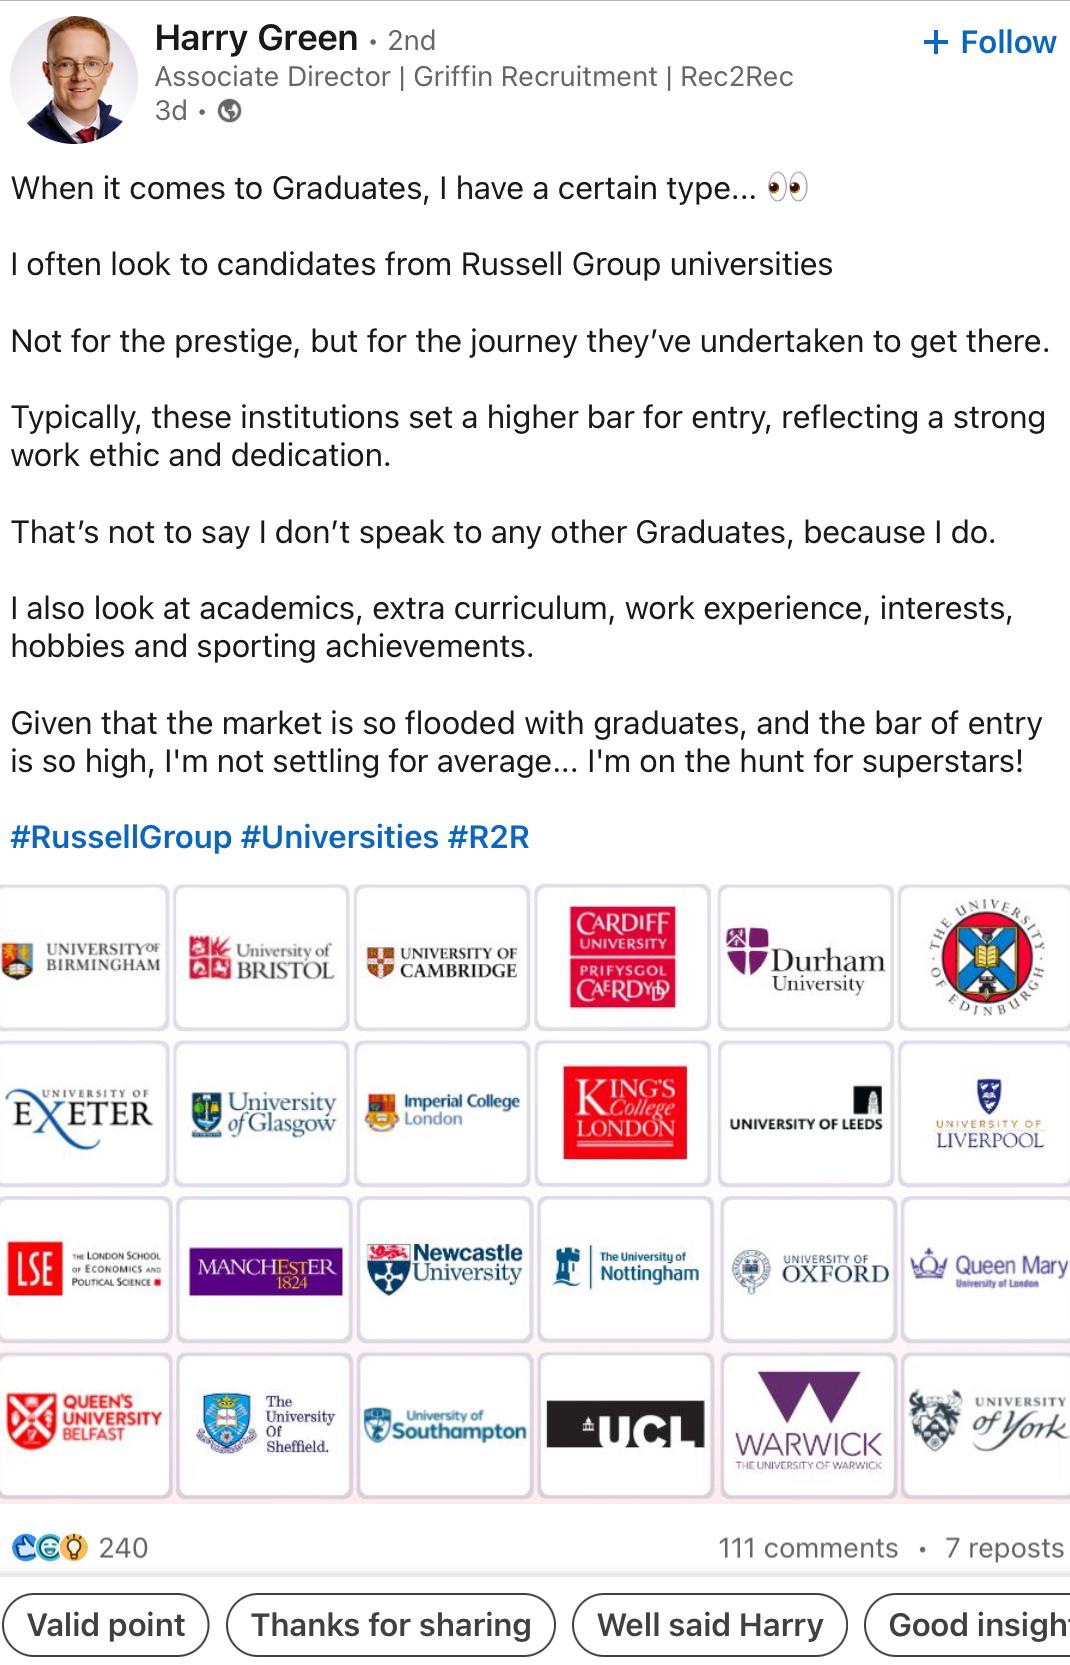 Harry Green • 2nd
+ Follow
Associate Director | Griffin Recruitment | Rec2Rec
3d •
When it comes to Graduates, I have a certain type... 👀
I often look to candidates from Russell Group universities
Not for the prestige, but for the journey they’ve undertaken to get there.
Typically, these institutions set a higher bar for entry, reflecting a strong
work ethic and dedication.
That’s not to say I don’t speak to any other Graduates, because I do.
I also look at academics, extra curriculum, work experience, interests,
hobbies and sporting achievements.
Given that the market is so flooded with graduates, and the bar of entry
is so high, I'm not settling for average... I'm on the hunt for superstars!
#RussellGroup #Universities #R2R
UNIVERSITY OF
BIRMINGHAM
University of
BRISTOL
UNIVERSITY OF
CAMBRIDGE
CARDIFF
UNIVERSITY
PRIFYSGOL
CAERDYDD
Durham
University
THE UNIVERSITY OF EDINBURGH
UNIVERSITY OF
EXETER
University
of Glasgow
Imperial College
London
KING'S
College
LONDON
UNIVERSITY OF LEEDS
UNIVERSITY OF
LIVERPOOL
LSE
THE LONDON SCHOOL
OF ECONOMICS AND
POLITICAL SCIENCE
MANCHESTER
1824
Newcastle
University
The University of
Nottingham
UNIVERSITY OF
OXFORD
Queen Mary
University of London
QUEEN'S
UNIVERSITY
BELFAST
The
University
Of
Sheffield.
University of
Southampton
UCL
WARWICK
THE UNIVERSITY OF WARWICK
UNIVERSITY
of York
240
111 comments • 7 reposts
Valid point
Thanks for sharing
Well said Harry
Good insigh